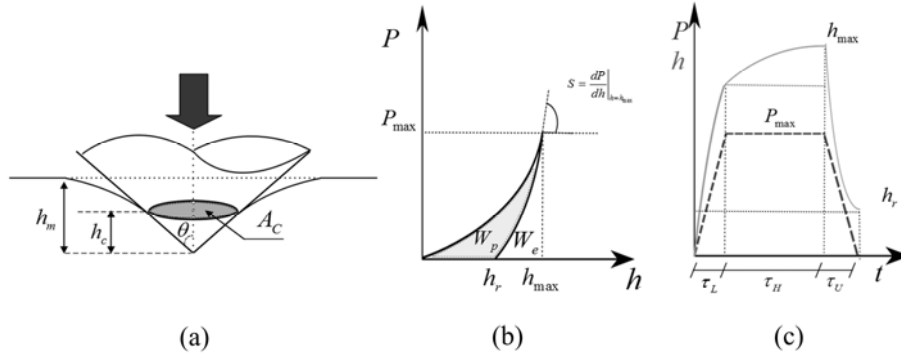 h_m
h_c
θ
A_C
(a)
P
P_max
S = dP/dh |_{h=h_max}
W_p
W_e
h_r
h_max
h
(b)
P
h
h_max
P_max
h_r
τ_L
τ_H
τ_U
t
(c)